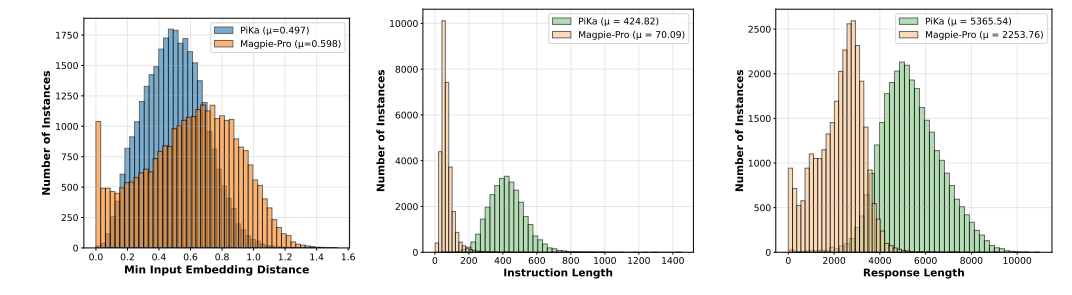 PiKa (μ=0.497)
Magpie-Pro (μ=0.598)
Number of Instances
1750
1500
1250
1000
750
500
250
0
0.0 0.2 0.4 0.6 0.8 1.0 1.2 1.4 1.6
Min Input Embedding Distance
PiKa (μ = 424.82)
Magpie-Pro (μ = 70.09)
Number of Instances
10000
8000
6000
4000
2000
0
0 200 400 600 800 1000 1200 1400
Instruction Length
PiKa (μ = 5365.54)
Magpie-Pro (μ = 2253.76)
Number of Instances
2500
2000
1500
1000
500
0
0 2000 4000 6000 8000 10000
Response Length